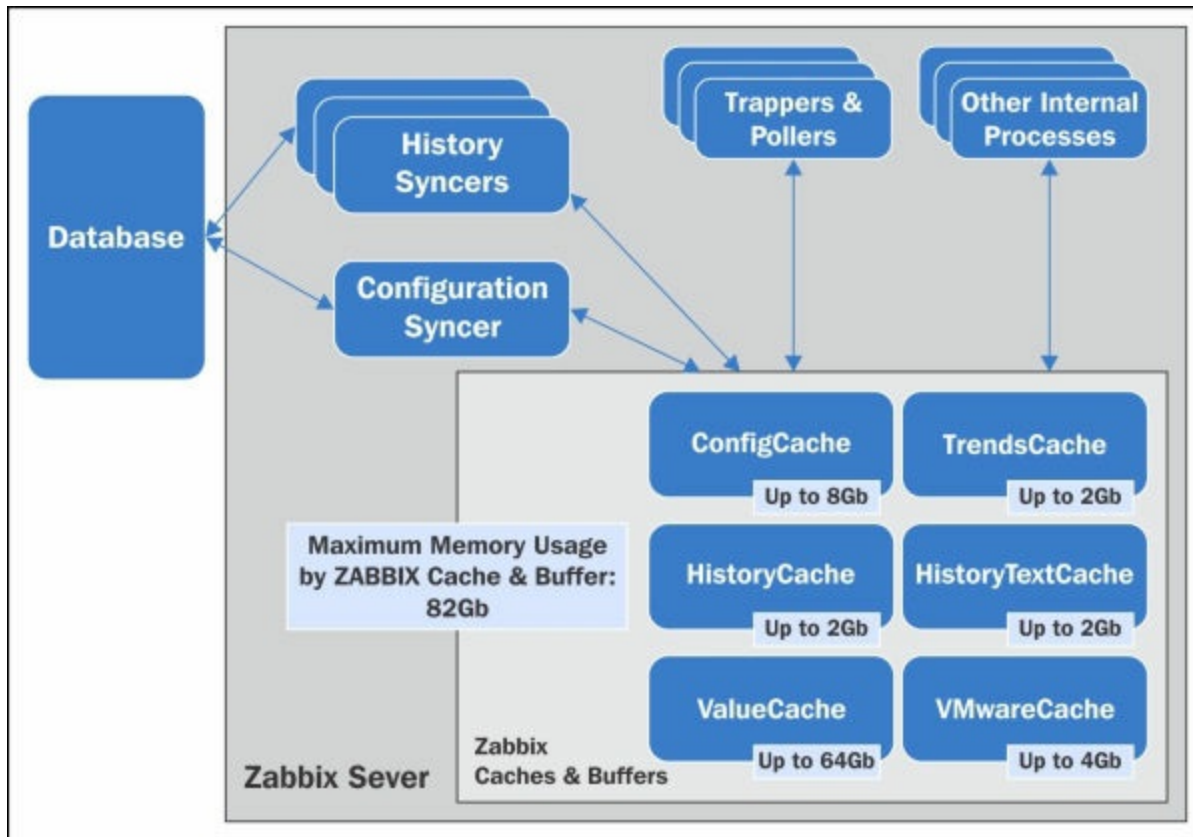 Database
History
Syncers
Configuration
Syncer
Trappers &
Pollers
Other Internal
Processes
ConfigCache
Up to 8Gb
TrendsCache
Up to 2Gb
Maximum Memory Usage
by ZABBIX Cache & Buffer:
82Gb
HistoryCache
Up to 2Gb
HistoryTextCache
Up to 2Gb
ValueCache
Up to 64Gb
VMwareCache
Up to 4Gb
Zabbix
Caches & Buffers
Zabbix Sever